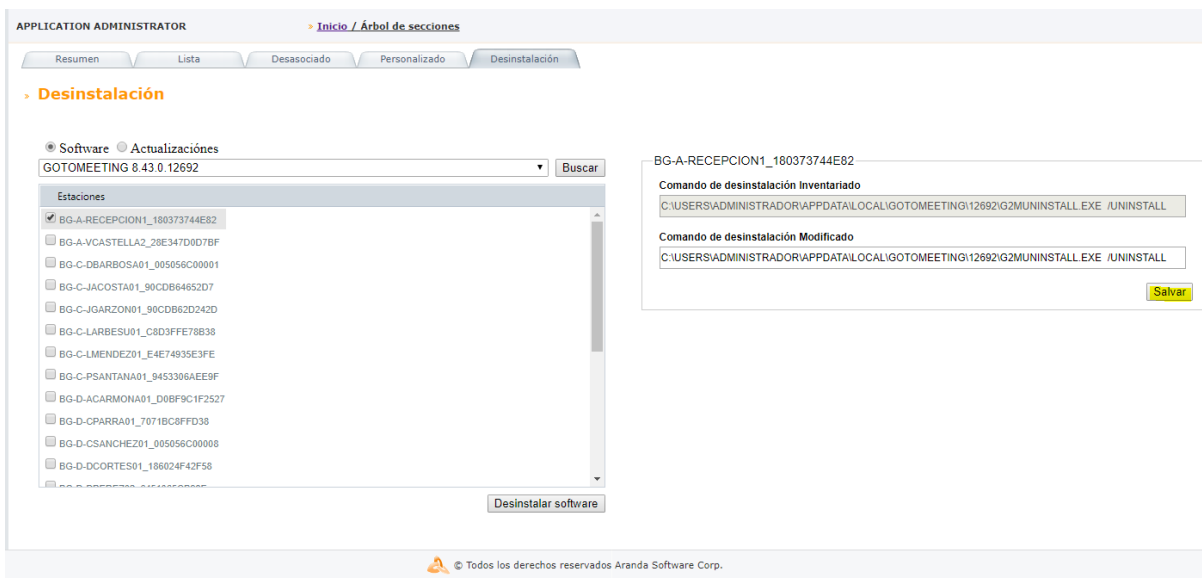 APPLICATION ADMINISTRATOR
» Inicio / Árbol de secciones
Resumen Lista Desasociado Personalizado Desinstalación
» Desinstalación
Software Actualizaciónes
GOTOMEETING 8.43.0.12692 Buscar
Estaciones
BG-A-RECEPCION1_180373744E82
BG-A-VCASTELLA2_28E347D0D7BF
BG-C-DBARBOSA01_005056C00001
BG-C-JACOSTA01_90CDB64652D7
BG-C-JGARZON01_90CDB62D242D
BG-C-LARBESU01_C8D3FFE78B38
BG-C-LMENDEZ01_E4E74935E3FE
BG-C-PSANTANA01_9453306AEE9F
BG-D-ACARMONA01_D0BF9C1F2527
BG-D-CPARRA01_7071BC8FFD38
BG-D-CSANCHEZ01_005056C00008
BG-D-DCORTES01_186024F42F58
Desinstalar software
BG-A-RECEPCION1_180373744E82
Comando de desinstalación Inventariado
C:\USERS\ADMINISTRADOR\APPDATA\LOCAL\GOTOMEETING\12692\G2MUNINSTALL.EXE /UNINSTALL
Comando de desinstalación Modificado
C:\USERS\ADMINISTRADOR\APPDATA\LOCAL\GOTOMEETING\12692\G2MUNINSTALL.EXE /UNINSTALL
Salvar
© Todos los derechos reservados Aranda Software Corp.